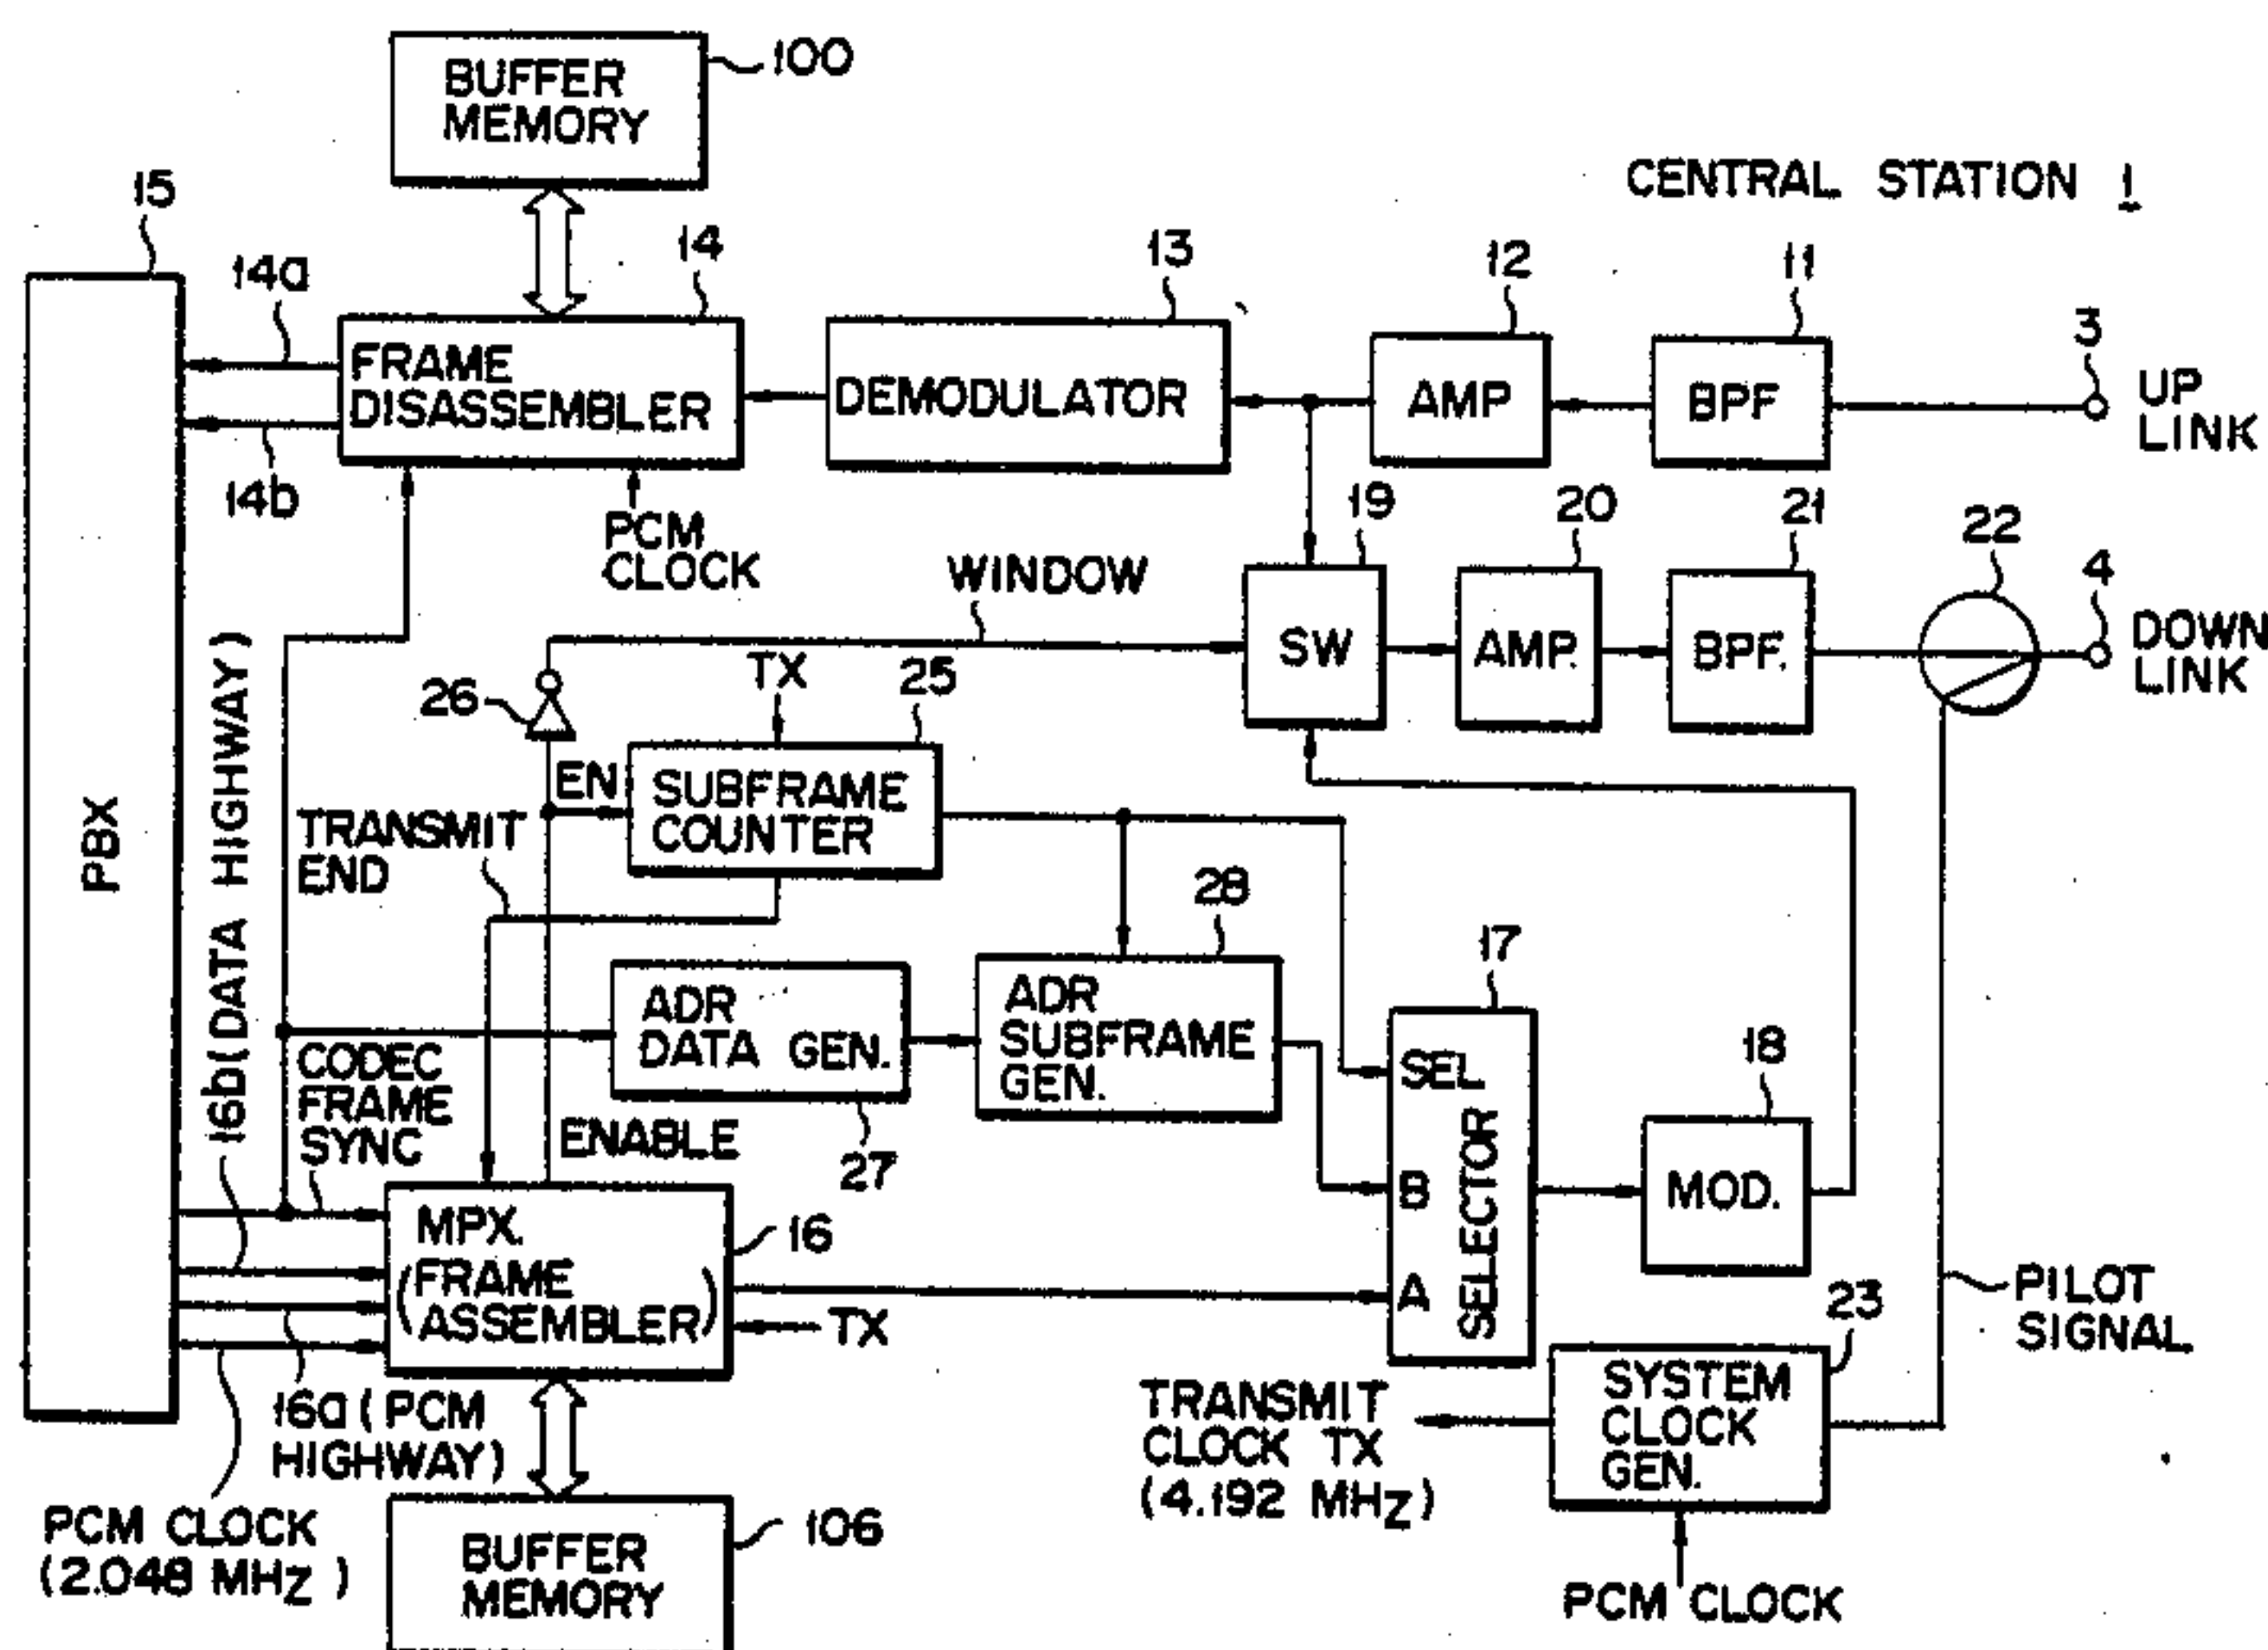 BUFFER
MEMORY
100
CENTRAL STATION 1
15
14a
14
13
12
11
3
UP
LINK
FRAME
DISASSEMBLER
DEMODULATOR
AMP
BPF
14b
PCM
CLOCK
19
20
21
22
4
DOWN
LINK
WINDOW
SW
AMP.
BPF.
TX
25
26
EN
SUBFRAME
COUNTER
TRANSMIT
END
PBX
16b(DATA HIGHWAY)
28
17
ADR
DATA GEN.
ADR
SUBFRAME
GEN.
SEL
18
CODEC
FRAME
SYNC
ENABLE
27
B
SELECTOR
MOD.
MPX.
(FRAME
ASSEMBLER)
16
A
TX
PILOT
SIGNAL
23
16a(PCM
HIGHWAY)
TRANSMIT
CLOCK TX
(4.192 MHz)
SYSTEM
CLOCK
GEN.
PCM CLOCK
(2.048 MHz)
BUFFER
MEMORY
106
PCM CLOCK